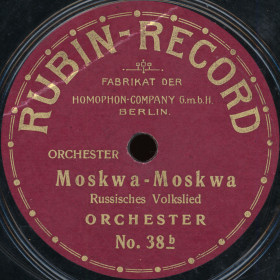 RUBIN-RECORD
FABRIKAT DER
HOMOPHON-COMPANY G.m.b.H.
BERLIN.
ORCHESTER
Moskwa-Moskwa
Russisches Volkslied
ORCHESTER
No. 38b